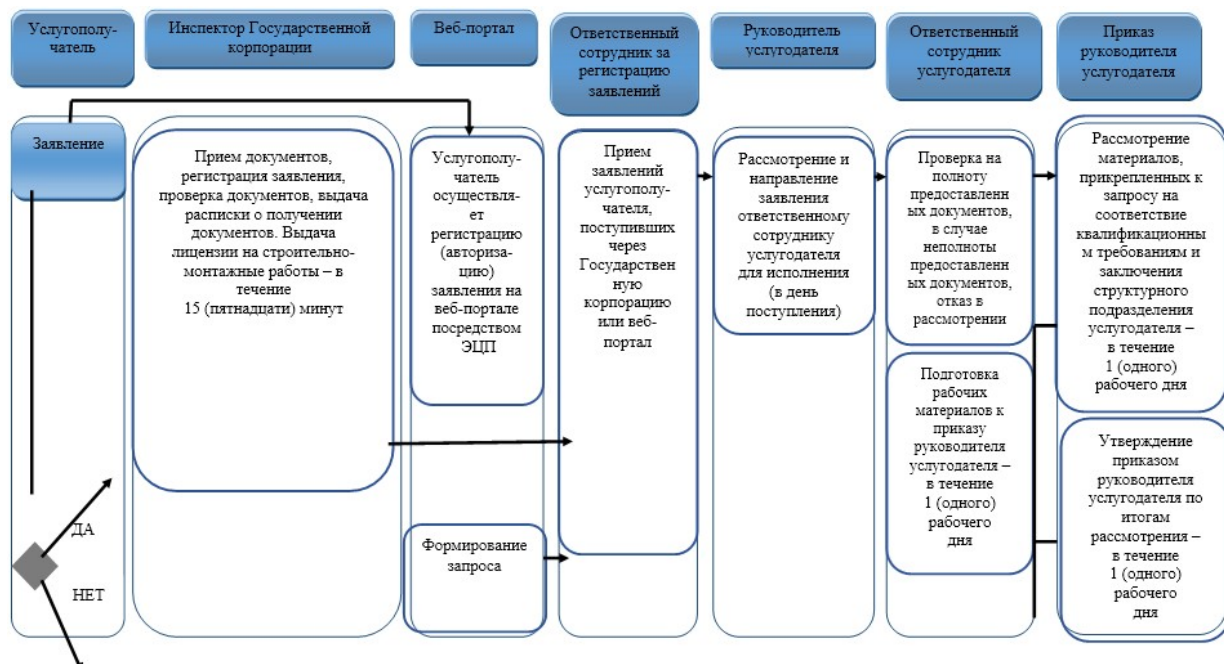 Услугополу-
чатель
Инспектор Государственной
корпорации
Веб-портал
Ответственный
сотрудник за
регистрацию
заявлений
Руководитель
услугодателя
Ответственный
сотрудник
услугодателя
Приказ
руководителя
услугодателя
Заявление
ДА
НЕТ
Прием документов,
регистрация заявления,
проверка документов, выдача
расписки о получении
документов. Выдача
лицензии на строительно-
монтажные работы – в
течение
15 (пятнадцати) минут
Услугополу-
чатель
осуществля-
ет
регистрацию
(авториза-
цию)
заявления на
веб-портале
посредством
ЭЦП
Формирование
запроса
Прием
заявлений
услугополу-
чателя,
поступивших
через
Государствен
ную
корпорацию
или веб-
портал
Рассмотрение и
направление
заявления
ответственному
сотруднику
услугодателя
для исполнения
(в день
поступления)
Проверка на
полноту
предоставленн
ых документов,
в случае
неполноты
предоставленн
ых документов,
отказ в
рассмотрении
Подготовка
рабочих
материалов к
приказу
руководителя
услугодателя –
в течение
1 (одного)
рабочего
дня
Рассмотрение
материалов,
прикрепленных к
запросу на
соответствие
квалификационны
м требованиям и
заключения
структурного
подразделения
услугодателя –
в течение
1 (одного)
рабочего дня
Утверждение
приказом
руководителя
услугодателя по
итогам
рассмотрения –
в течение
1 (одного)
рабочего
дня